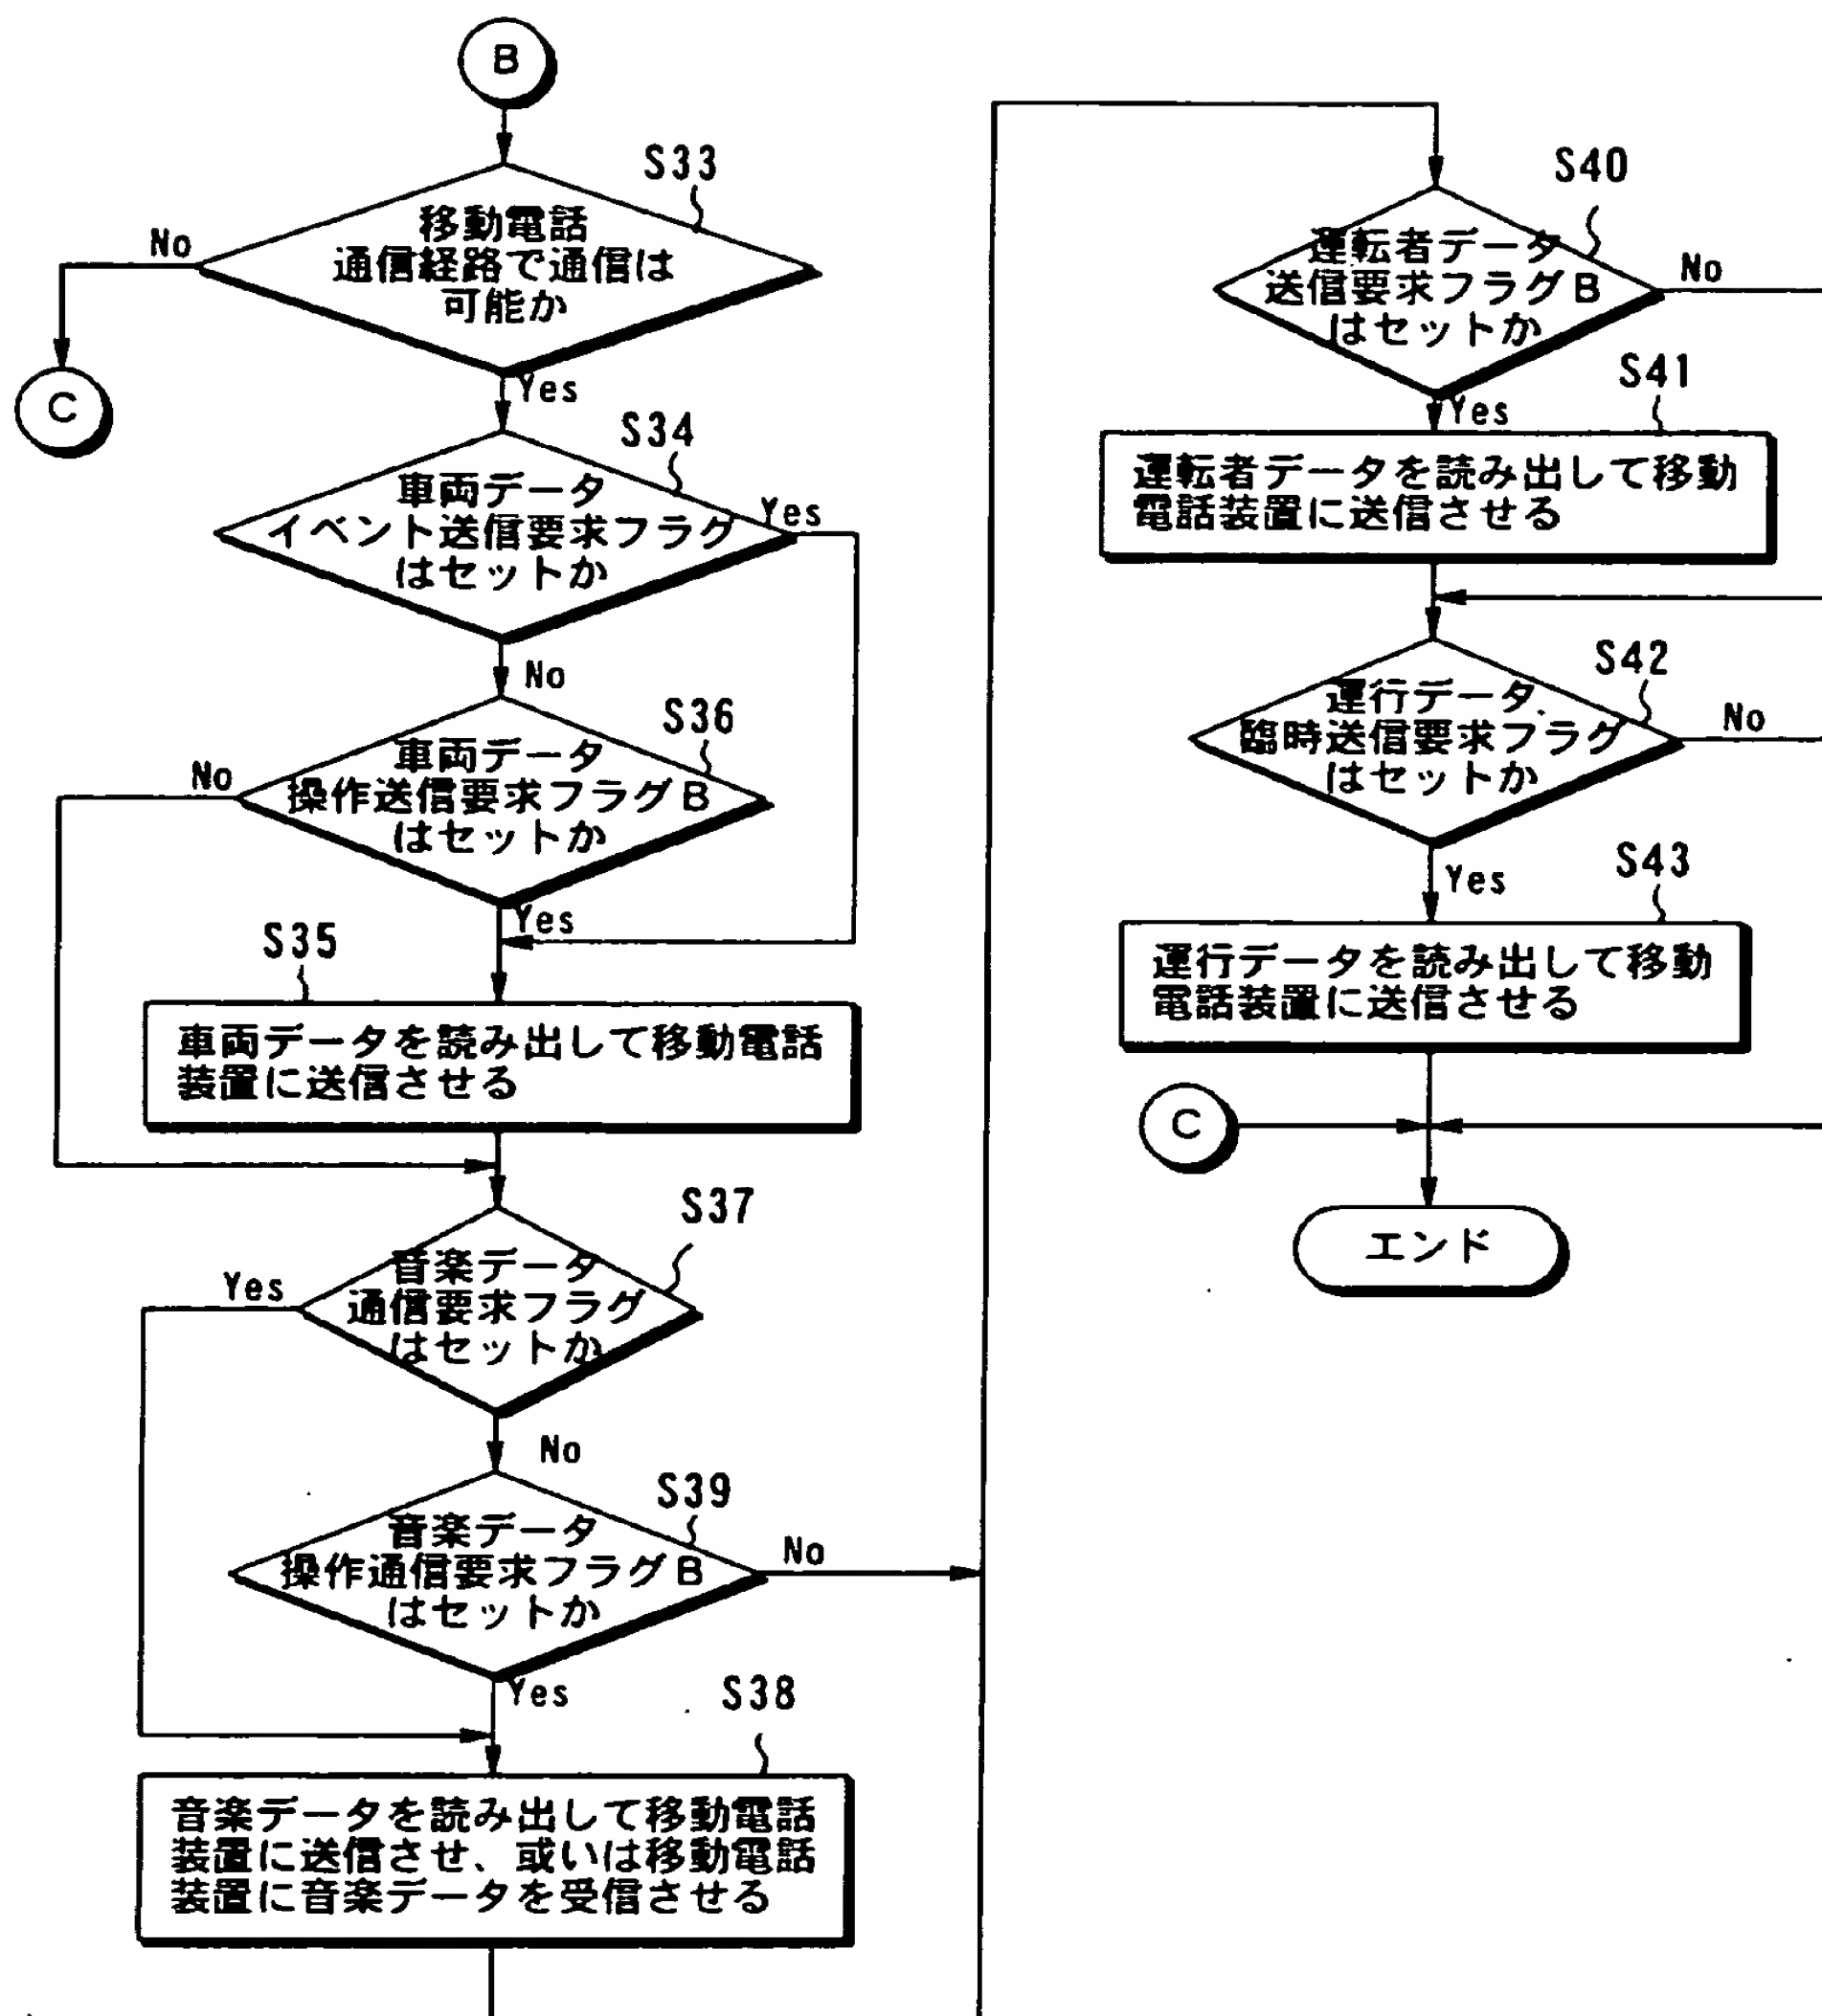 B
S33
移動電話
通信経路で通信は
可能か
No
Yes
C
S34
車両データ
イベント送信要求フラグ
はセットか
Yes
No
S36
車両データ
操作送信要求フラグB
はセットか
No
Yes
S35
車両データを読み出して移動電話
装置に送信させる
S37
音楽データ
通信要求フラグ
はセットか
Yes
No
S39
音楽データ
操作通信要求フラグB
はセットか
No
Yes
S38
音楽データを読み出して移動電話
装置に送信させ、或いは移動電話
装置に音楽データを受信させる
S40
運転者データ
送信要求フラグB
はセットか
No
Yes
S41
運転者データを読み出して移動
電話装置に送信させる
S42
運行データ
臨時送信要求フラグ
はセットか
No
Yes
S43
運行データを読み出して移動
電話装置に送信させる
C
エンド